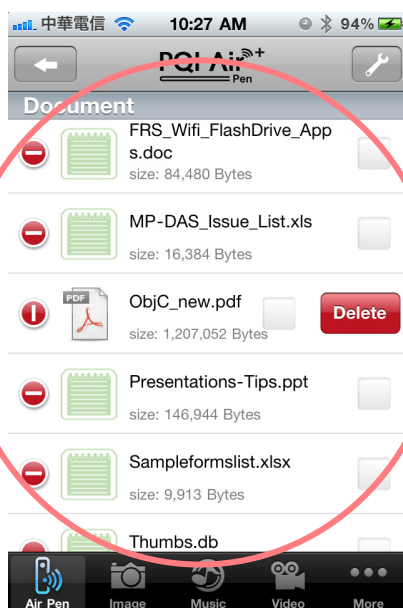 中華電信 10:27 AM 94%
PQI Air+
Pen
Document
FRS_Wifi_FlashDrive_App
s.doc
size: 84,480 Bytes
MP-DAS_Issue_List.xls
size: 16,384 Bytes
PDF
ObjC_new.pdf
Delete
size: 1,207,052 Bytes
Presentations-Tips.ppt
size: 146,944 Bytes
Sampleformslist.xlsx
size: 9,913 Bytes
Thumbs.db
Air Pen Image Music Video More